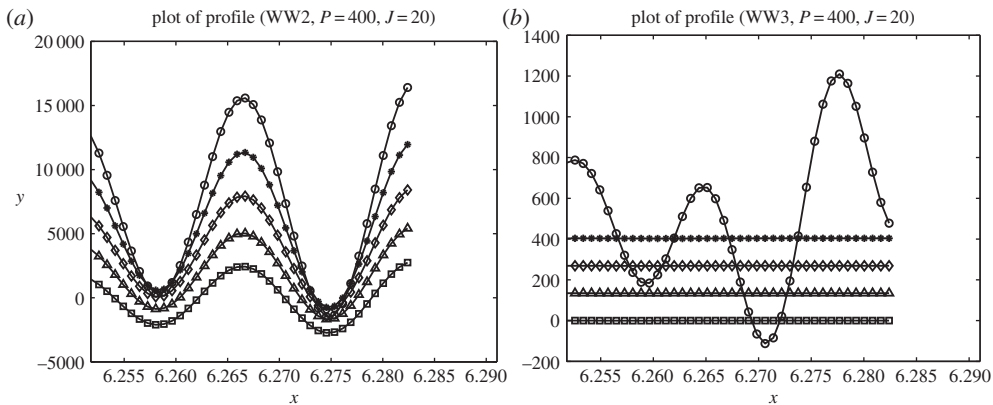 (a)
plot of profile (WW2, P = 400, J = 20)
20 000
15 000
10 000
5000
0
−5000
y
6.255 6.260 6.265 6.270 6.275 6.280 6.285 6.290
x
(b)
plot of profile (WW3, P = 400, J = 20)
1400
1200
1000
800
600
400
200
0
−200
6.255 6.260 6.265 6.270 6.275 6.280 6.285 6.290
x